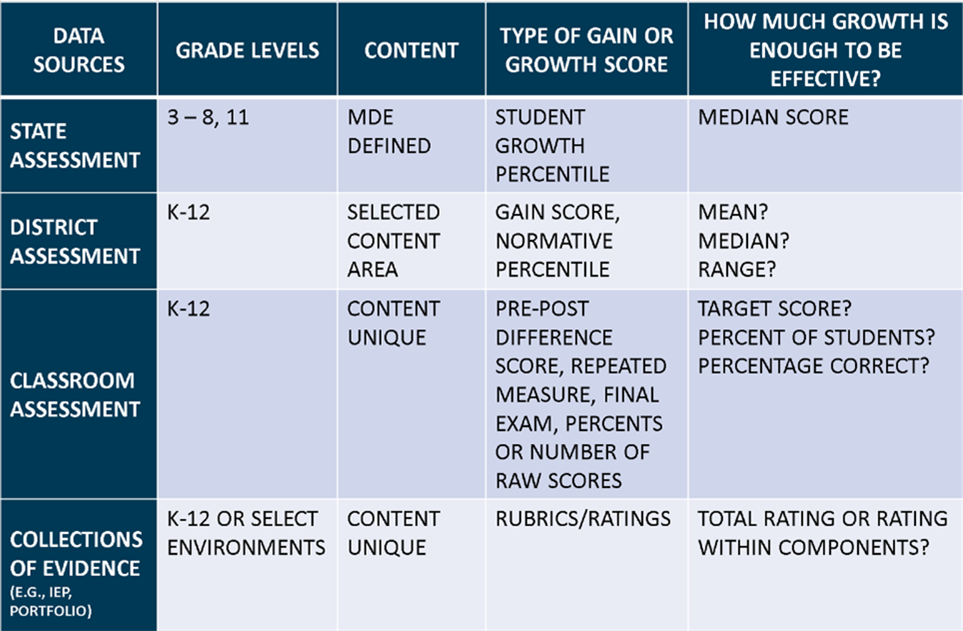 DATA
SOURCES
GRADE LEVELS
CONTENT
TYPE OF GAIN OR
GROWTH SCORE
HOW MUCH GROWTH IS
ENOUGH TO BE
EFFECTIVE?
STATE
ASSESSMENT
3 – 8, 11
MDE
DEFINED
STUDENT
GROWTH
PERCENTILE
MEDIAN SCORE
DISTRICT
ASSESSMENT
K-12
SELECTED
CONTENT
AREA
GAIN SCORE,
NORMATIVE
PERCENTILE
MEAN?
MEDIAN?
RANGE?
CLASSROOM
ASSESSMENT
K-12
CONTENT
UNIQUE
PRE-POST
DIFFERENCE
SCORE, REPEATED
MEASURE, FINAL
EXAM, PERCENTS
OR NUMBER OF
RAW SCORES
TARGET SCORE?
PERCENT OF STUDENTS?
PERCENTAGE CORRECT?
COLLECTIONS
OF EVIDENCE
(E.G., IEP,
PORTFOLIO)
K-12 OR SELECT
ENVIRONMENTS
CONTENT
UNIQUE
RUBRICS/RATINGS
TOTAL RATING OR RATING
WITHIN COMPONENTS?